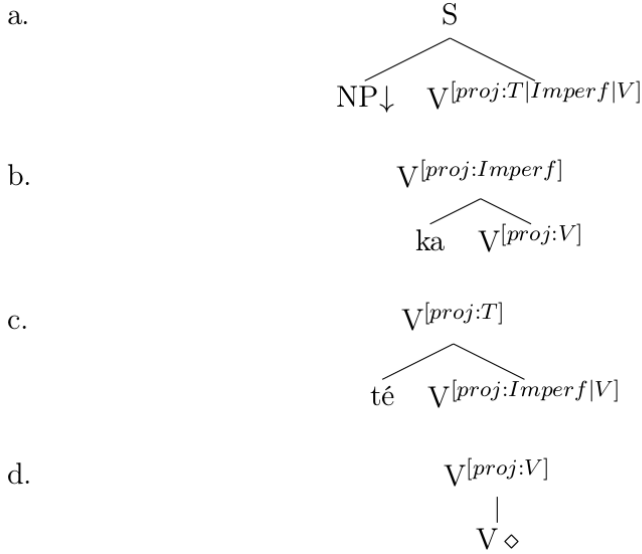 a.
S
NP↓ V[proj:T|Imperf|V]
b.
V[proj:Imperf]
ka V[proj:V]
c.
V[proj:T]
té V[proj:Imperf|V]
d.
V[proj:V]
V ⋄